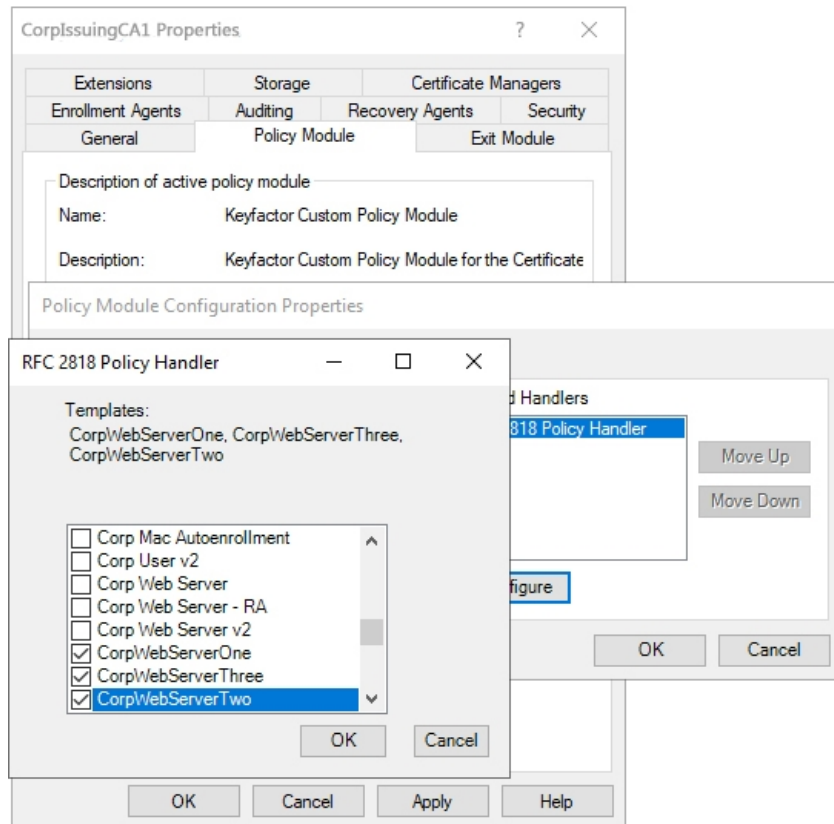 CorpIssuingCA1 Properties
?
Extensions
Storage
Certificate Managers
Enrollment Agents
Auditing
Recovery Agents
Security
General
Policy Module
Exit Module
Description of active policy module
Name:
Keyfactor Custom Policy Module
Description:
Keyfactor Custom Policy Module for the Certificate
Policy Module Configuration Properties
RFC 2818 Policy Handler
Templates:
CorpWebServerOne, CorpWebServerThree,
CorpWebServerTwo
Corp Mac Autoenrollment
Corp User v2
Corp Web Server
Corp Web Server - RA
Corp Web Server v2
CorpWebServerOne
CorpWebServerThree
CorpWebServerTwo
OK
Cancel
d Handlers
818 Policy Handler
Move Up
Move Down
figure
OK
Cancel
OK
Cancel
Apply
Help